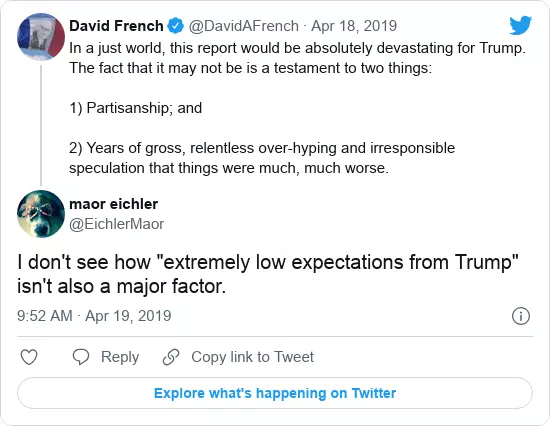 David French @DavidAFrench · Apr 18, 2019
In a just world, this report would be absolutely devastating for Trump.
The fact that it may not be is a testament to two things:
1) Partisanship; and
2) Years of gross, relentless over-hyping and irresponsible
speculation that things were much, much worse.
maor eichler
@EichlerMaor
I don't see how "extremely low expectations from Trump"
isn't also a major factor.
9:52 AM · Apr 19, 2019
Reply
Copy link to Tweet
Explore what's happening on Twitter